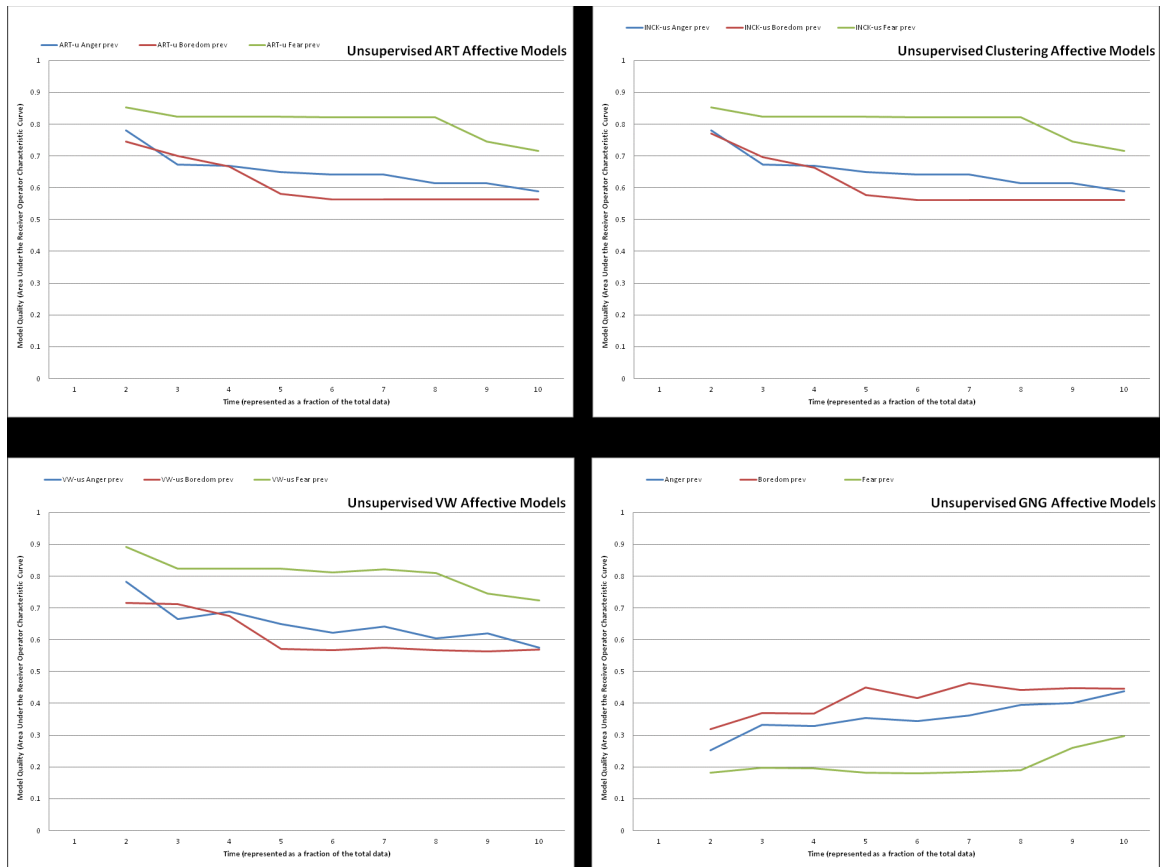 ART-u Anger prev ART-u Boredom prev ART-u Fear prev
Unsupervised ART Affective Models
Model Quality (Area Under the Receiver Operator Characteristic Curve)
1
0.9
0.8
0.7
0.6
0.5
0.4
0.3
0.2
0.1
0
1 2 3 4 5 6 7 8 9 10
Time (represented as a fraction of the total data)
INCK-us Anger prev INCK-us Boredom prev INCK-us Fear prev
Unsupervised Clustering Affective Models
Model Quality (Area Under the Receiver Operator Characteristic Curve)
1
0.9
0.8
0.7
0.6
0.5
0.4
0.3
0.2
0.1
0
1 2 3 4 5 6 7 8 9 10
Time (represented as a fraction of the total data)
VW-us Anger prev VW-us Boredom prev VW-us Fear prev
Unsupervised VW Affective Models
Model Quality (Area Under the Receiver Operator Characteristic Curve)
1
0.9
0.8
0.7
0.6
0.5
0.4
0.3
0.2
0.1
0
1 2 3 4 5 6 7 8 9 10
Time (represented as a fraction of the total data)
Anger prev Boredom prev Fear prev
Unsupervised GNG Affective Models
Model Quality (Area Under the Receiver Operator Characteristic Curve)
1
0.9
0.8
0.7
0.6
0.5
0.4
0.3
0.2
0.1
0
1 2 3 4 5 6 7 8 9 10
Time (represented as a fraction of the total data)